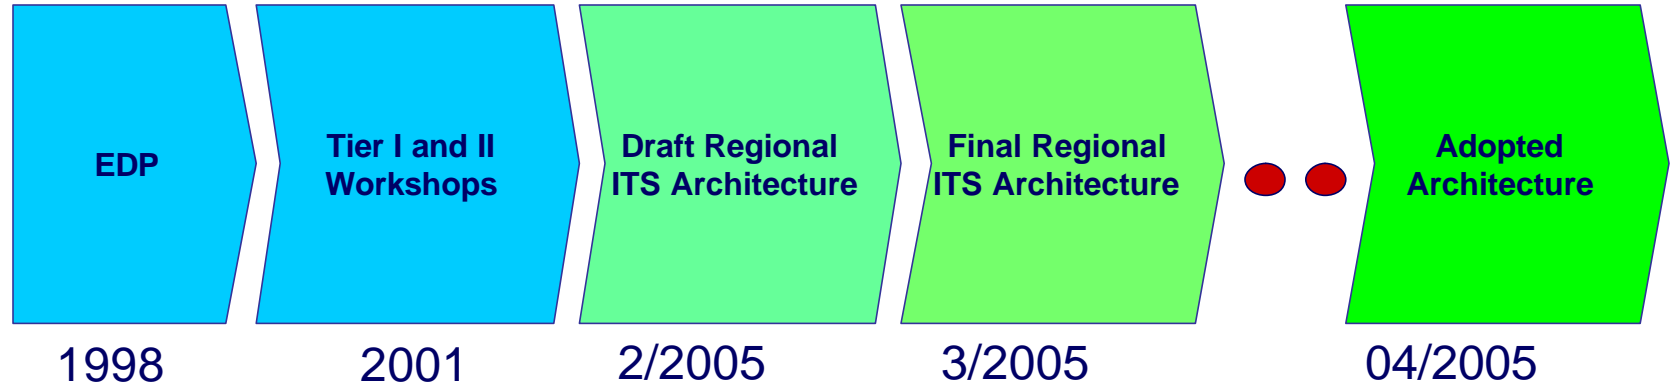 EDP
Tier I and II
Workshops
Draft Regional
ITS Architecture
Final Regional
ITS Architecture
Adopted
Architecture
1998
2001
2/2005
3/2005
04/2005